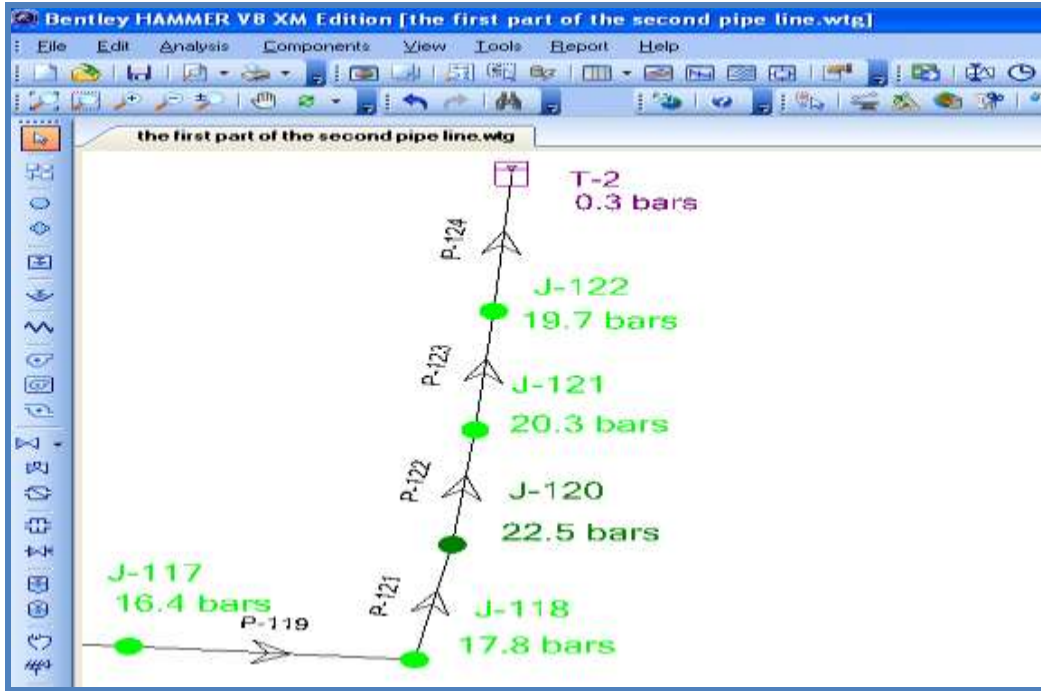 Bentley HAMMER V8 XM Edition [the first part of the second pipe line.wtg]
File Edit Analysis Components View Tools Report Help
the first part of the second pipe line.wtg
T-2
0.3 bars
P-124
J-122
19.7 bars
P-123
J-121
20.3 bars
P-122
J-120
22.5 bars
J-117
16.4 bars
P-119
P-121
J-118
17.8 bars